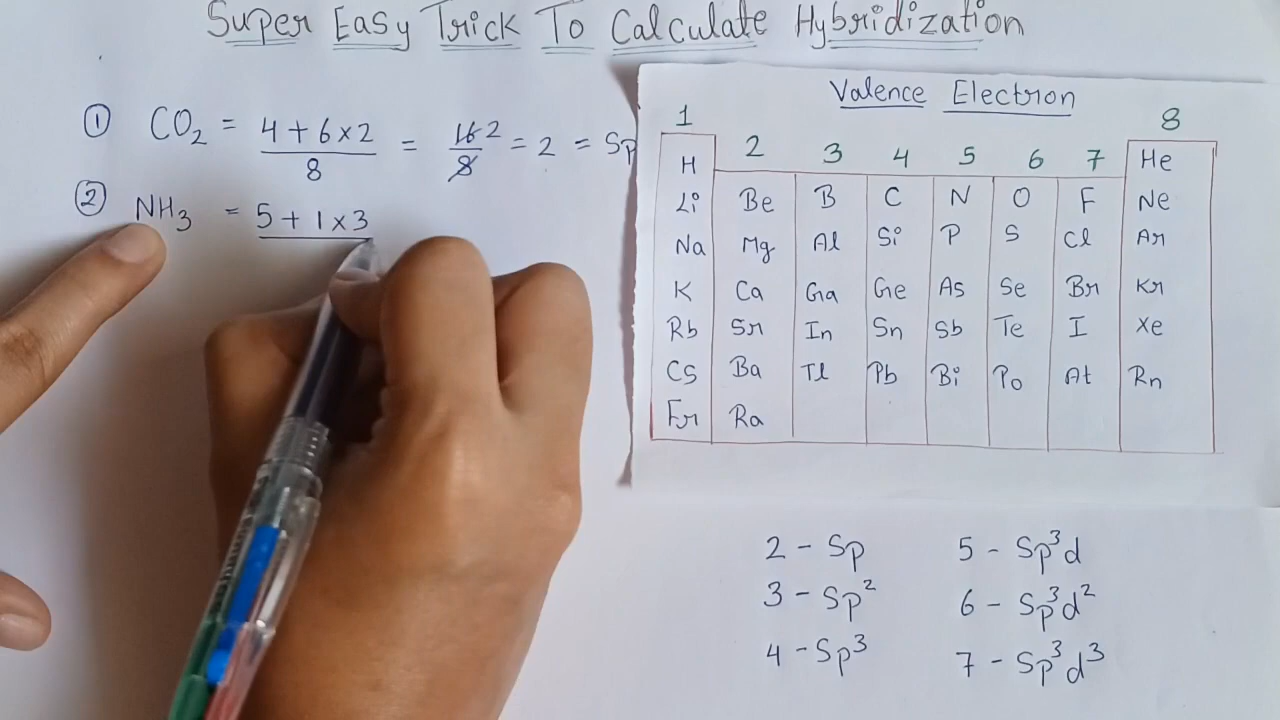 Super Easy Trick To Calculate Hybridization
① CO₂ = 4 + 6 × 2 / 8 = 16 2 / 8 = 2 = Sp
② NH₃ = 5 + 1 × 3
Valence Electron
1 8
2 3 4 5 6 7
H He
Li Be B C N O F Ne
Na Mg Al Si P S Cl Ar
K Ca Ga Ge As Se Br Kr
Rb Sr In Sn Sb Te I Xe
Cs Ba Tl Pb Bi Po At Rn
Fr Ra
2 - Sp 5 - Sp³d
3 - Sp² 6 - Sp³d²
4 - Sp³ 7 - Sp³d³